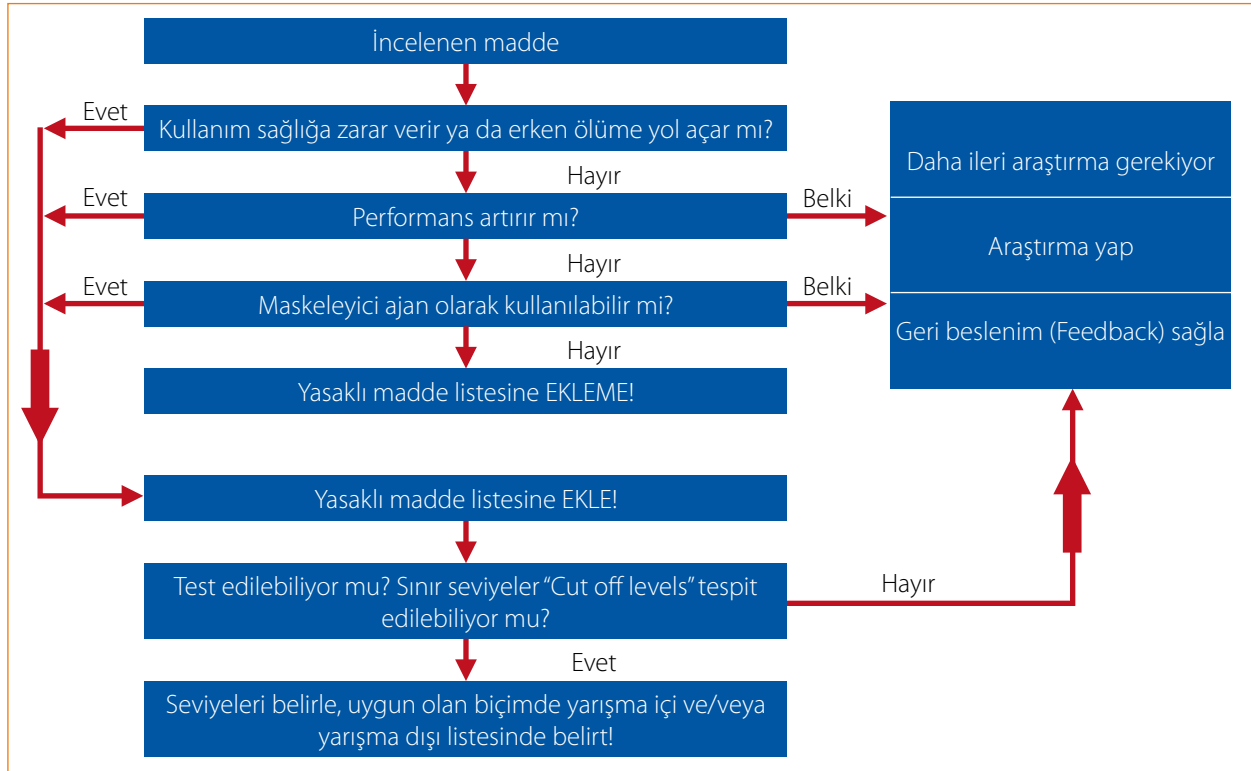 İncelenen madde
Evet
Kullanım sağlığa zarar verir ya da erken ölüme yol açar mı?
Hayır
Daha ileri araştırma gerekiyor
Evet
Performans artırır mı?
Belki
Hayır
Araştırma yap
Evet
Maskeleyici ajan olarak kullanılabilir mi?
Belki
Hayır
Geri beslenim (Feedback) sağla
Yasaklı madde listesine EKLEME!
Yasaklı madde listesine EKLE!
Test edilebiliyor mu? Sınır seviyeler “Cut off levels” tespit
edilebiliyor mu?
Hayır
Evet
Seviyeleri belirle, uygun olan biçimde yarışma içi ve/veya
yarışma dışı listesinde belirt!